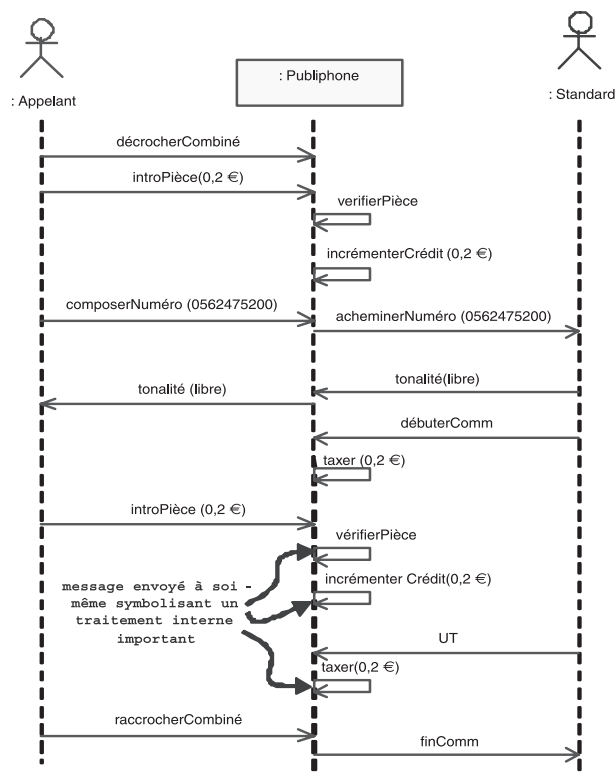 : Appelant
: Publiphone
: Standard
décrocherCombiné
introPièce(0,2 €)
verifierPièce
incrémenterCrédit (0,2 €)
composerNuméro (0562475200)
acheminerNuméro (0562475200)
tonalité(libre)
tonalité (libre)
débuterComm
taxer (0,2 €)
introPièce (0,2 €)
vérifierPièce
incrémenter Crédit(0,2 €)
message envoyé à soi -
même symbolisant un
traitement interne
important
UT
taxer(0,2 €)
raccrocherCombiné
finComm